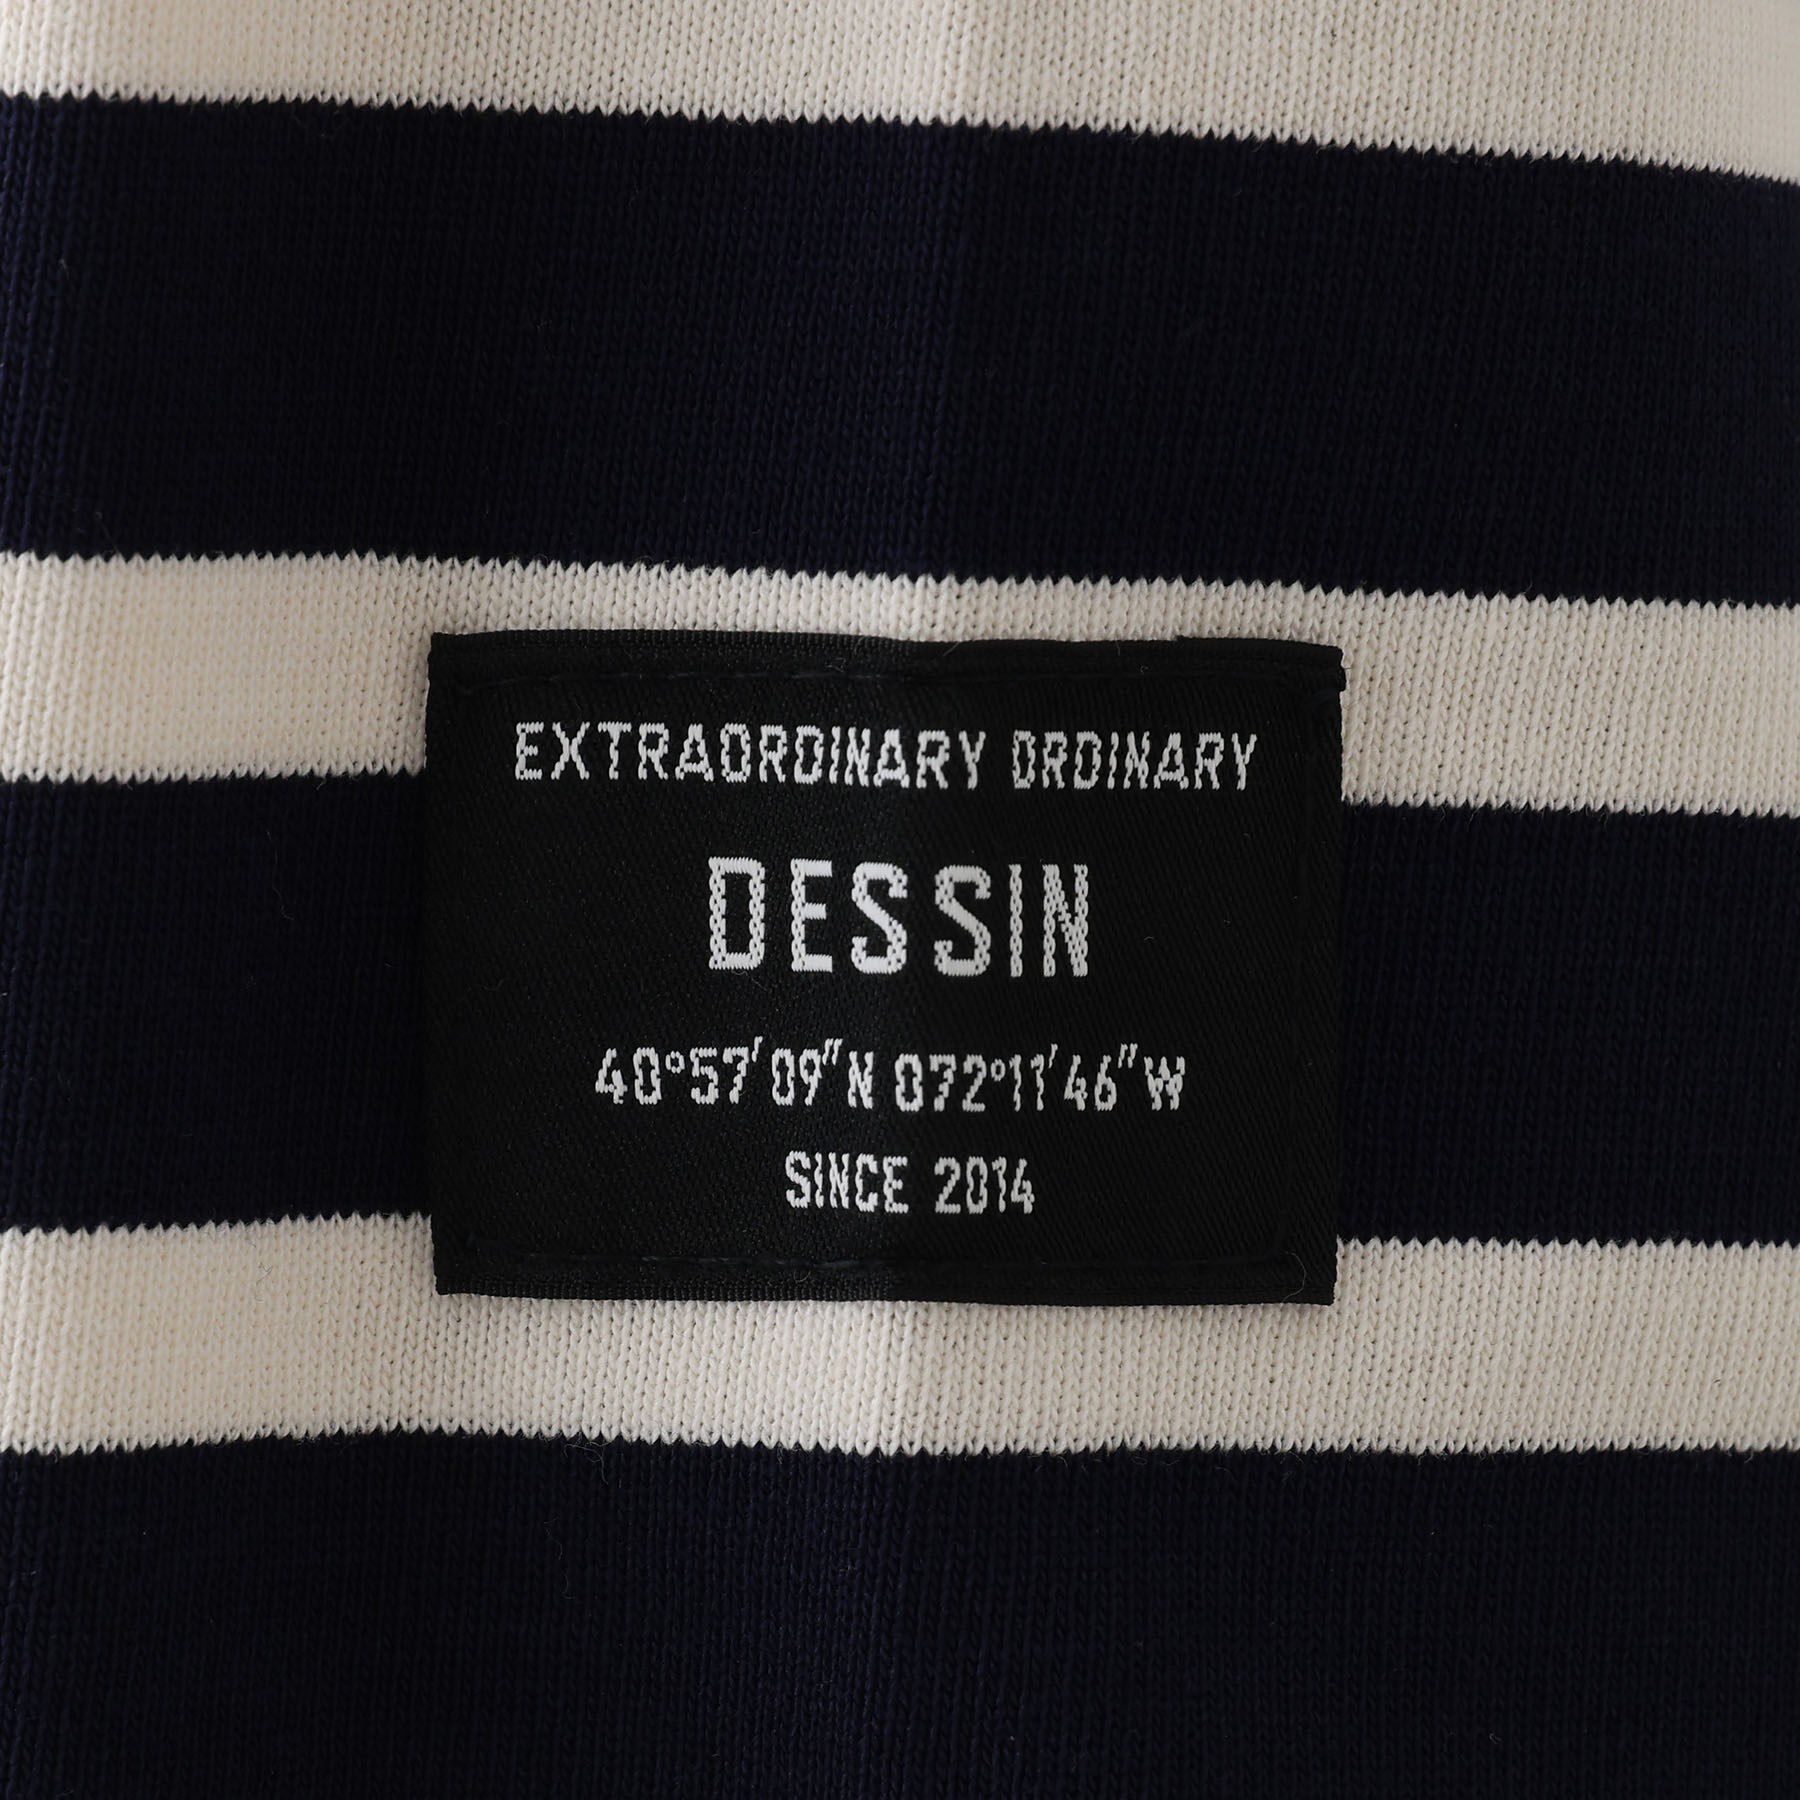 EXTRAORDINARY ORDINARY
DESSIN
40°57′09″N 072°11′46″W
SINCE 2014